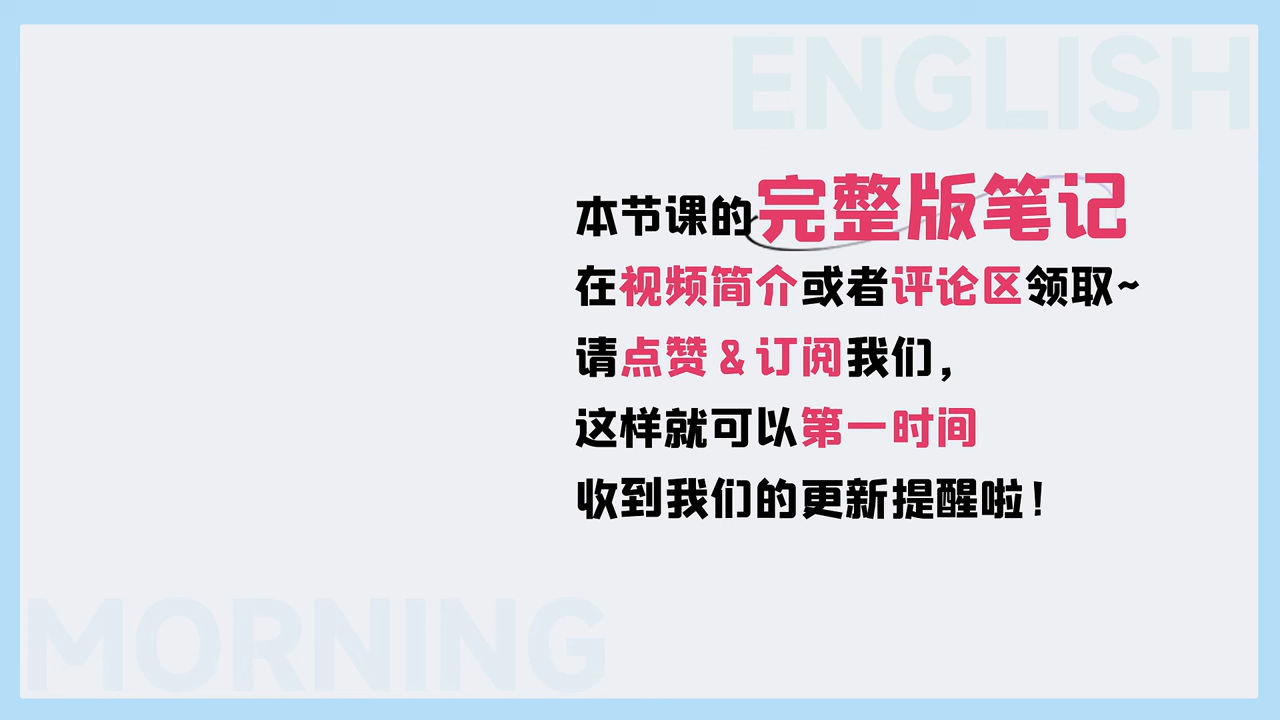 ENGLISH
本节课的完整版笔记
在视频简介或者评论区领取~
请点赞&订阅我们，
这样就可以第一时间
收到我们的更新提醒啦！
MORNING